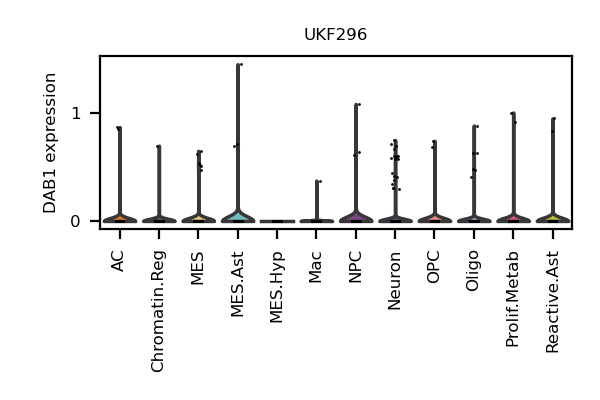 UKF296
DAB1 expression
1
0
AC
Chromatin.Reg
MES
MES.Ast
MES.Hyp
Mac
NPC
Neuron
OPC
Oligo
Prolif.Metab
Reactive.Ast